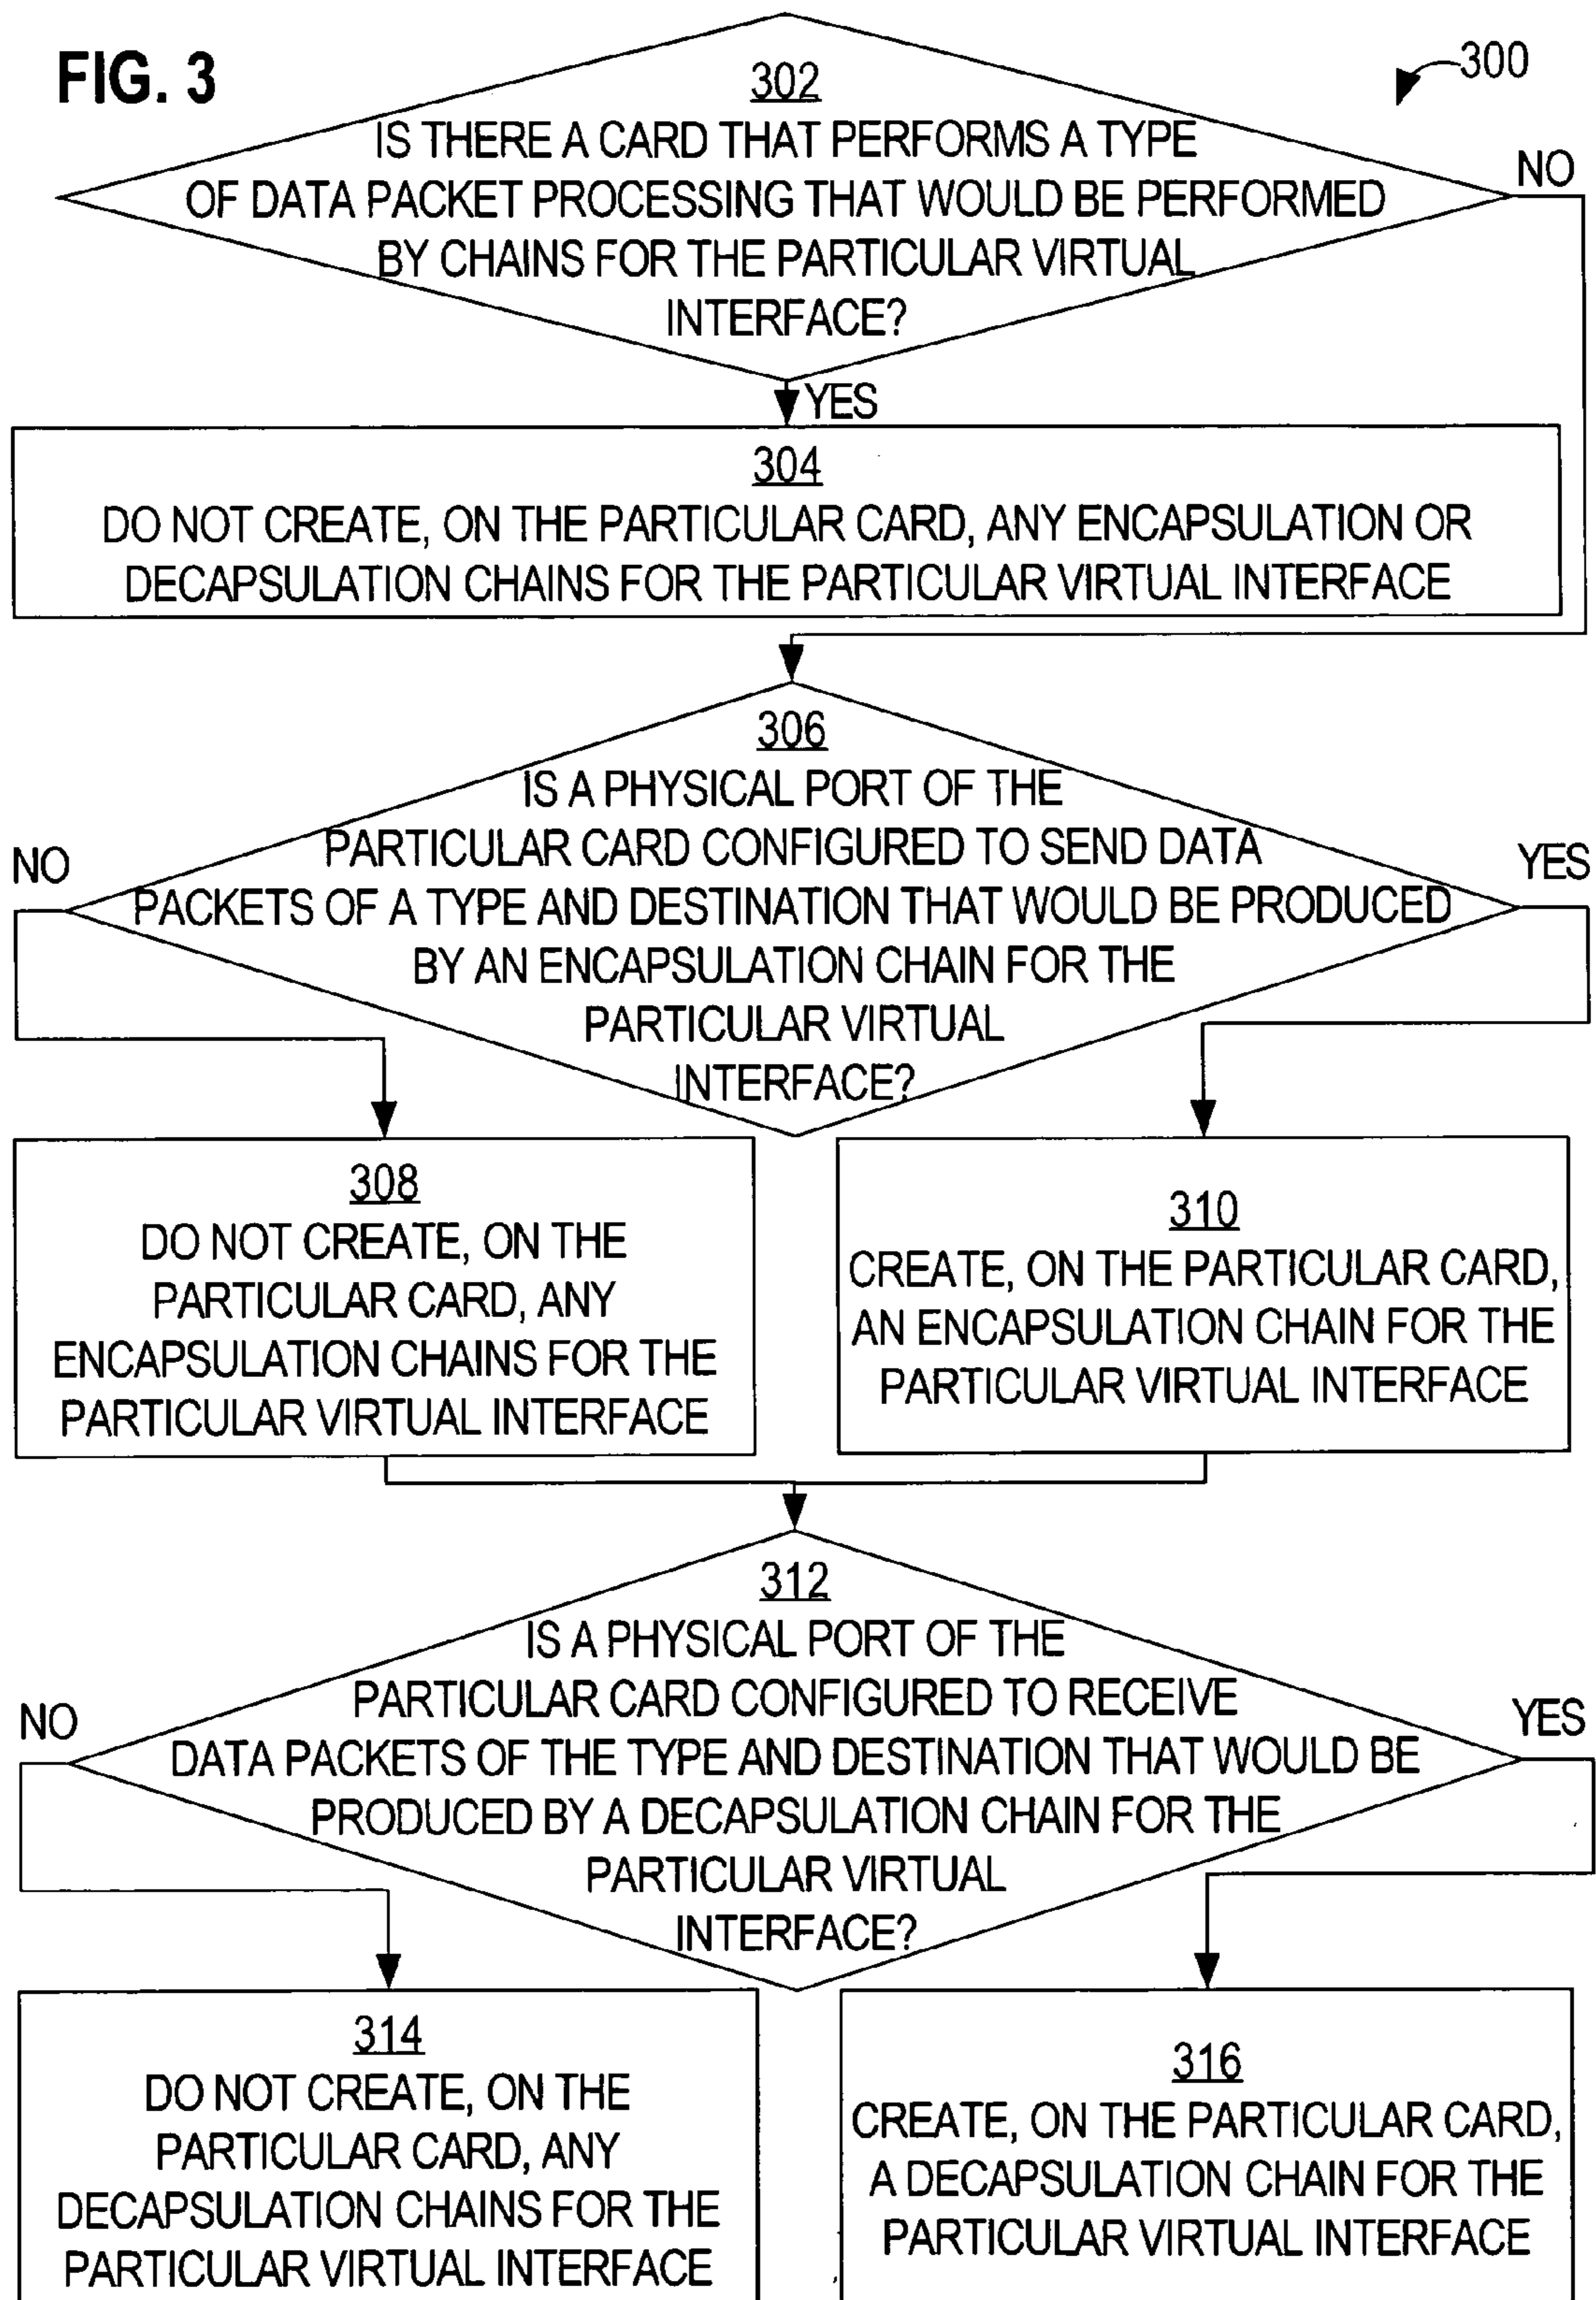 FIG. 3
300
302
IS THERE A CARD THAT PERFORMS A TYPE
OF DATA PACKET PROCESSING THAT WOULD BE PERFORMED
BY CHAINS FOR THE PARTICULAR VIRTUAL
INTERFACE?
NO
YES
304
DO NOT CREATE, ON THE PARTICULAR CARD, ANY ENCAPSULATION OR
DECAPSULATION CHAINS FOR THE PARTICULAR VIRTUAL INTERFACE
306
IS A PHYSICAL PORT OF THE
PARTICULAR CARD CONFIGURED TO SEND DATA
PACKETS OF A TYPE AND DESTINATION THAT WOULD BE PRODUCED
BY AN ENCAPSULATION CHAIN FOR THE
PARTICULAR VIRTUAL
INTERFACE?
NO
YES
308
DO NOT CREATE, ON THE
PARTICULAR CARD, ANY
ENCAPSULATION CHAINS FOR THE
PARTICULAR VIRTUAL INTERFACE
310
CREATE, ON THE PARTICULAR CARD,
AN ENCAPSULATION CHAIN FOR THE
PARTICULAR VIRTUAL INTERFACE
312
IS A PHYSICAL PORT OF THE
PARTICULAR CARD CONFIGURED TO RECEIVE
DATA PACKETS OF THE TYPE AND DESTINATION THAT WOULD BE
PRODUCED BY A DECAPSULATION CHAIN FOR THE
PARTICULAR VIRTUAL
INTERFACE?
NO
YES
314
DO NOT CREATE, ON THE
PARTICULAR CARD, ANY
DECAPSULATION CHAINS FOR THE
PARTICULAR VIRTUAL INTERFACE
316
CREATE, ON THE PARTICULAR CARD,
A DECAPSULATION CHAIN FOR THE
PARTICULAR VIRTUAL INTERFACE